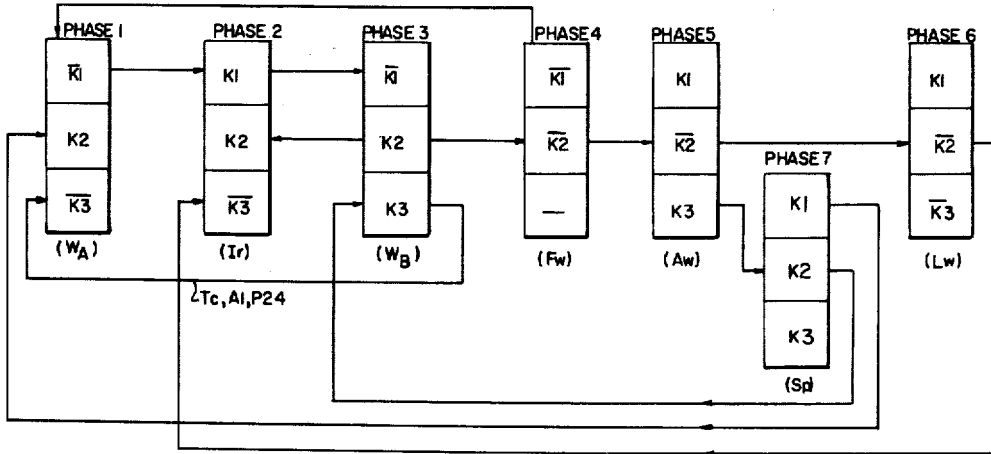 PHASE 1
K̅1̅
K2
K̅3̅
(WA)
PHASE 2
K1
K2
K̅3̅
(Ir)
PHASE 3
K̅1̅
K2
K3
(WB)
PHASE 4
K̅1̅
K̅2̅
—
(Fw)
PHASE5
K1
K̅2̅
K3
(Aw)
PHASE 6
K1
K̅2̅
K̅3
(Lw)
PHASE 7
K1
K2
K3
(Sp)
Tc, A1, P24